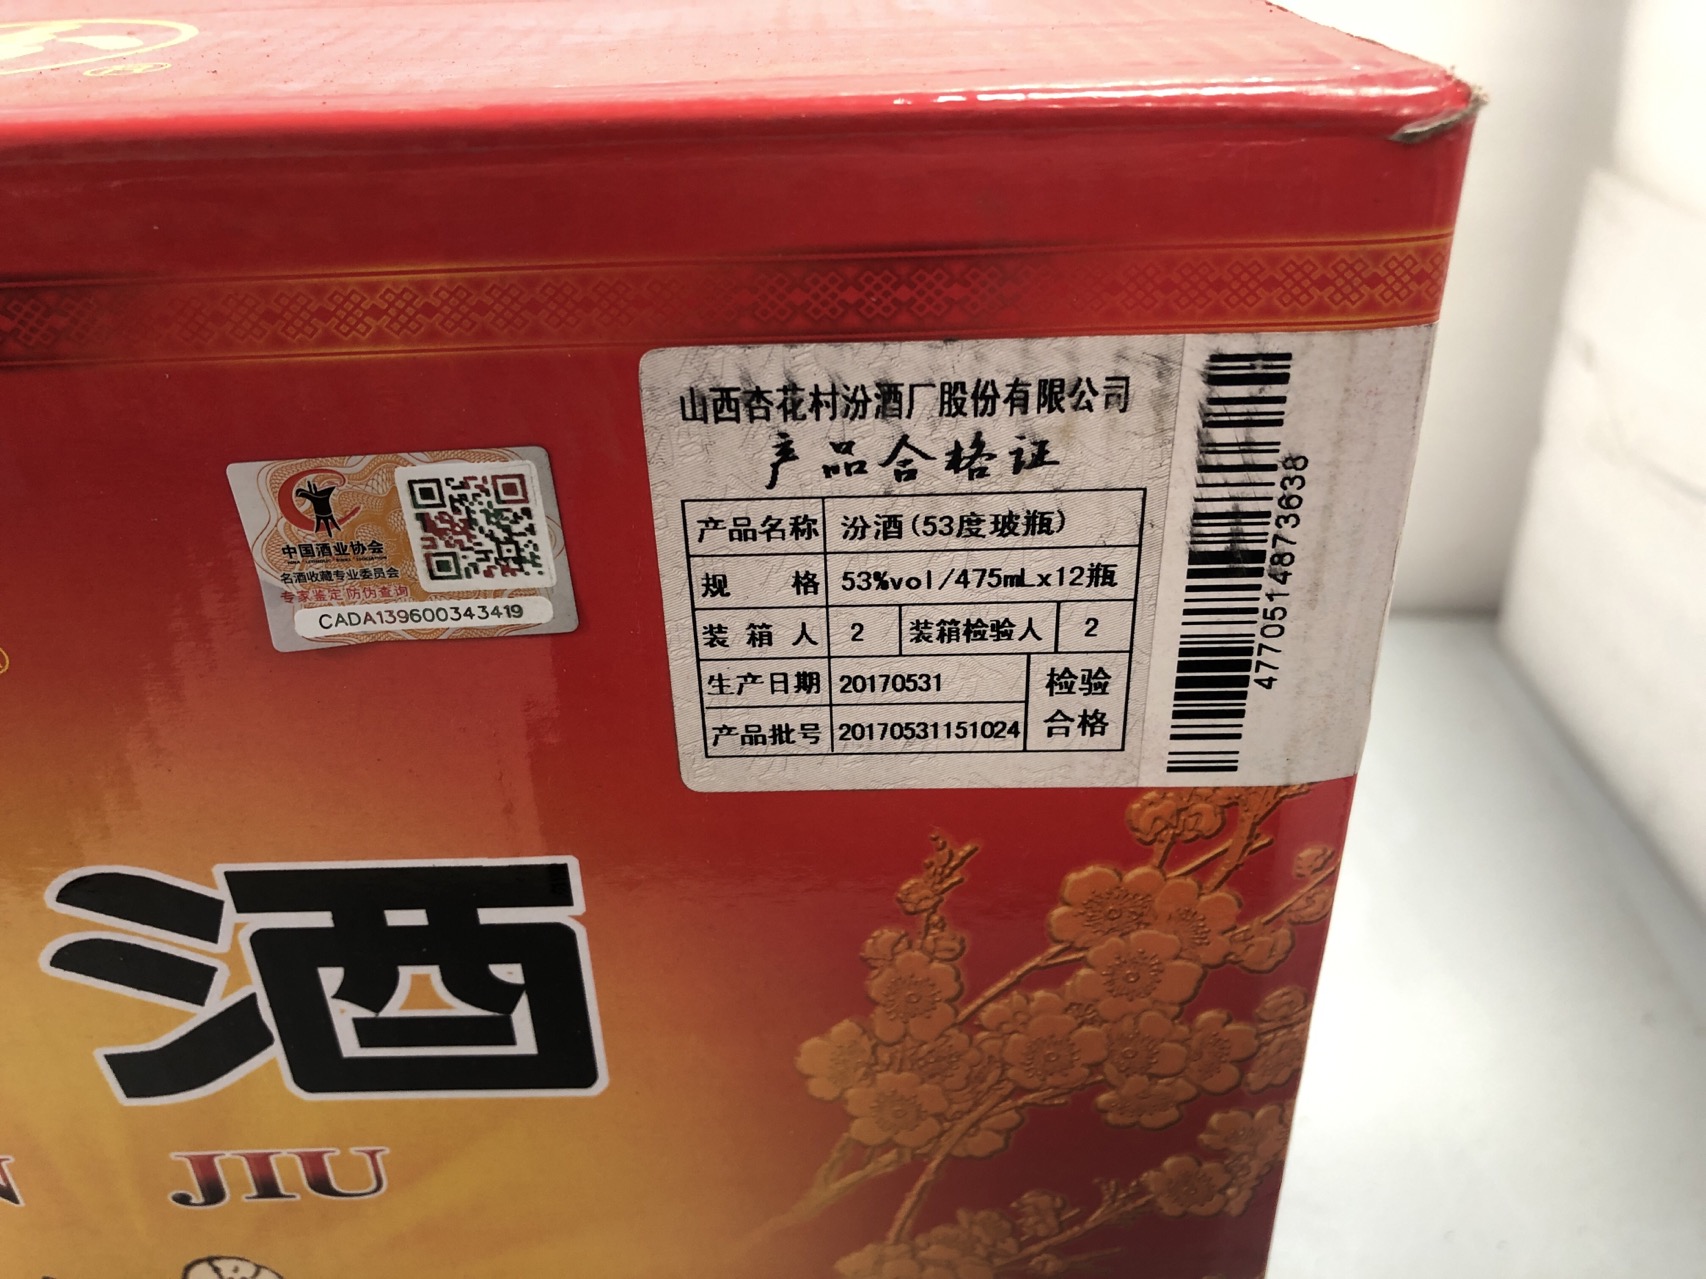 中国酒业协会
名酒收藏专业委员会
专家鉴定 防伪查询
CADA139600343419
山西杏花村汾酒厂股份有限公司
产品合格证
产品名称 汾酒(53度玻瓶)
规格 53%vol/475mLx12瓶
装箱人 2 装箱检验人 2
生产日期 20170531 检验
产品批号 20170531151024 合格
4770514873638
酒
JIU